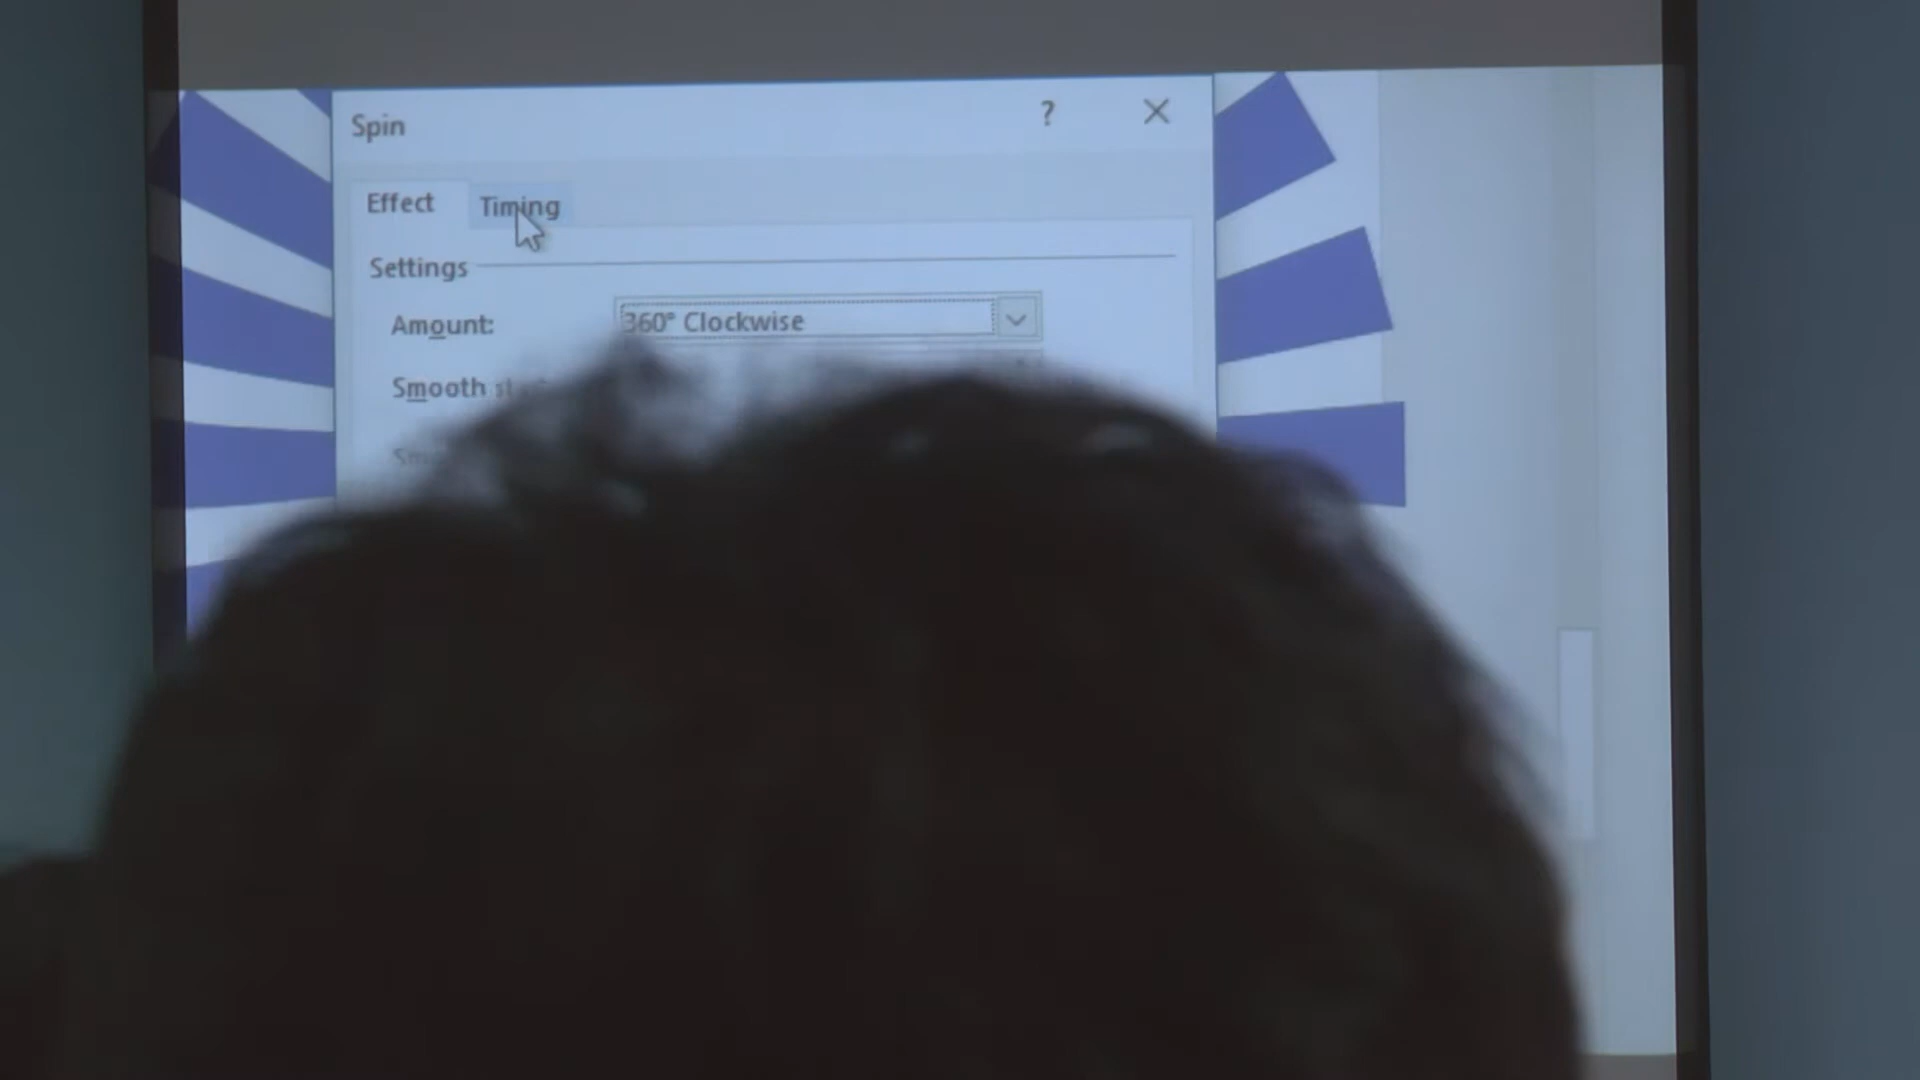 Spin ?
Effect Timing
Settings
Amount: 360° Clockwise
Smooth